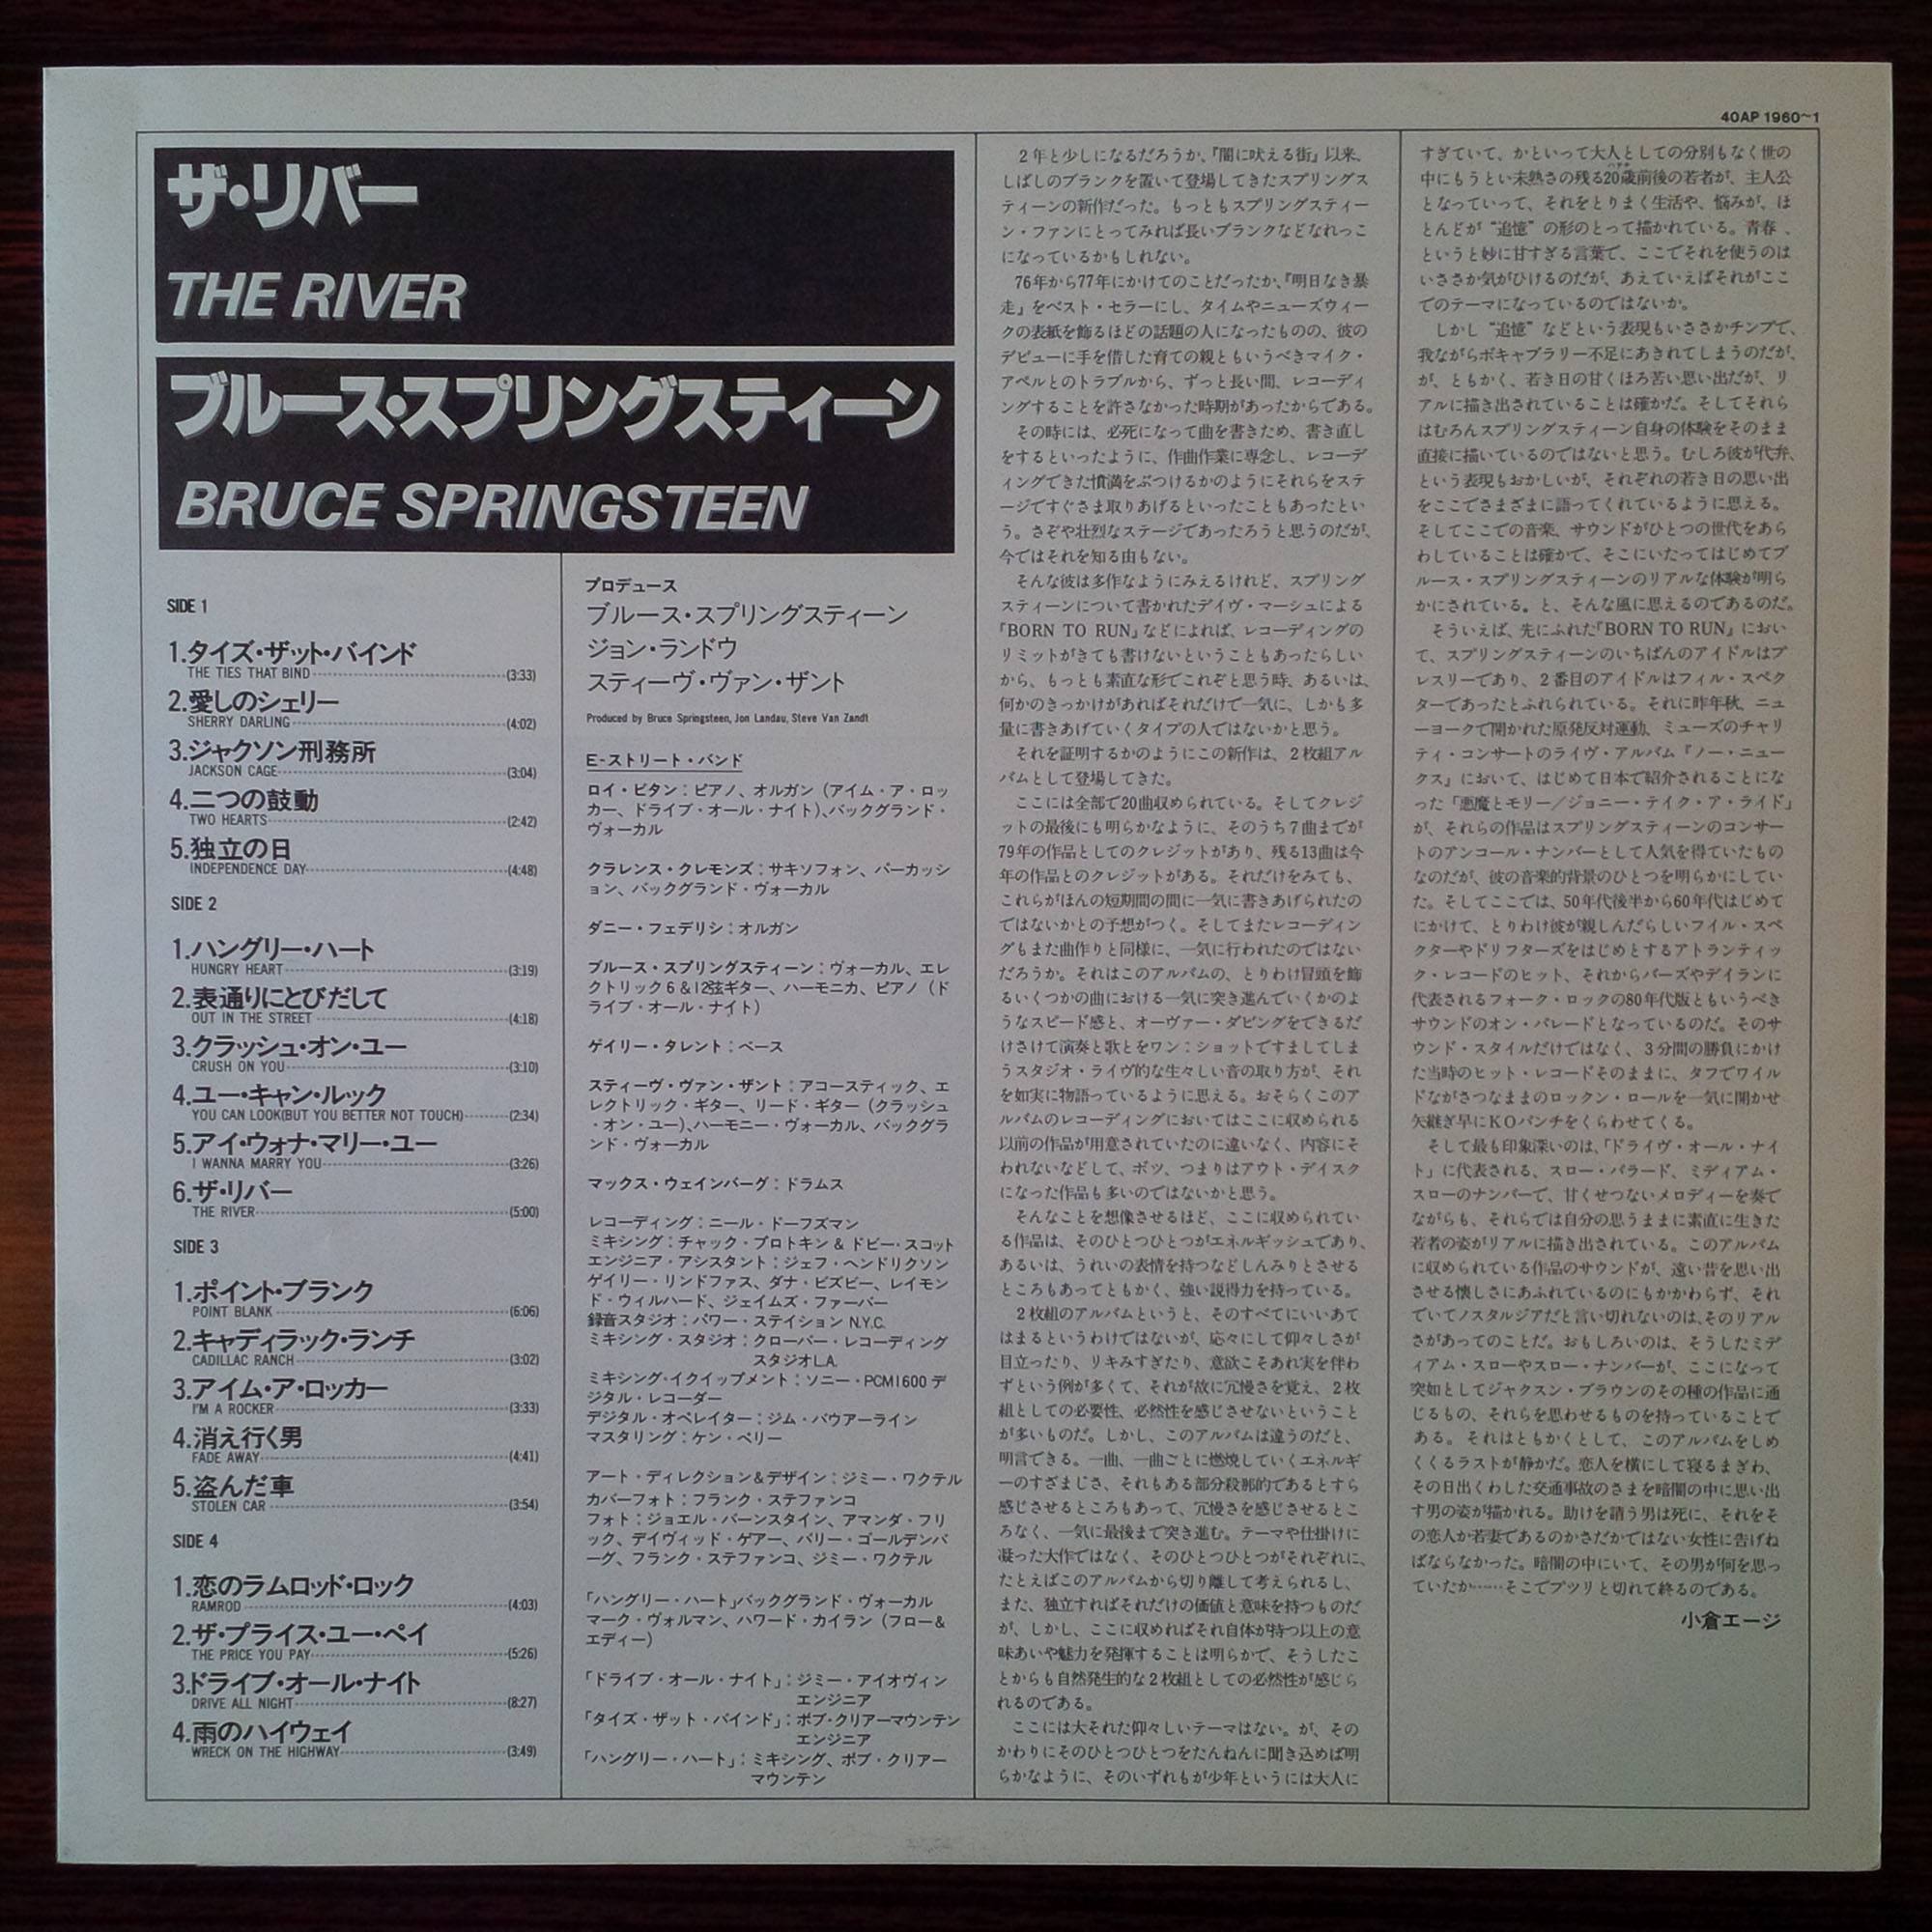 40AP 1960~1
ザ・リバー
THE RIVER
ブルース・スプリングスティーン
BRUCE SPRINGSTEEN
SIDE 1
1.タイズ・ザット・バインド
THE TIES THAT BIND (3:33)
2.愛しのシェリー
SHERRY DARLING (4:02)
3.ジャクソン刑務所
JACKSON CAGE (3:04)
4.二つの鼓動
TWO HEARTS (2:42)
5.独立の日
INDEPENDENCE DAY (4:48)
SIDE 2
1.ハングリー・ハート
HUNGRY HEART (3:19)
2.表通りにとびだして
OUT IN THE STREET (4:18)
3.クラッシュ・オン・ユー
CRUSH ON YOU (3:10)
4.ユー・キャン・ルック
YOU CAN LOOK(BUT YOU BETTER NOT TOUCH) (2:34)
5.アイ・ウォナ・マリー・ユー
I WANNA MARRY YOU (3:26)
6.ザ・リバー
THE RIVER (5:00)
SIDE 3
1.ポイント・ブランク
POINT BLANK (6:06)
2.キャディラック・ランチ
CADILLAC RANCH (3:02)
3.アイム・ア・ロッカー
I'M A ROCKER (3:33)
4.消え行く男
FADE AWAY (4:41)
5.盗んだ車
STOLEN CAR (3:54)
SIDE 4
1.恋のラムロッド・ロック
RAMROD (4:03)
2.ザ・プライス・ユー・ペイ
THE PRICE YOU PAY (5:26)
3.ドライブ・オール・ナイト
DRIVE ALL NIGHT (8:27)
4.雨のハイウェイ
WRECK ON THE HIGHWAY (3:49)
プロデュース
ブルース・スプリングスティーン
ジョン・ランドウ
スティーヴ・ヴァン・ザント
Produced by Bruce Springsteen, Jon Landau, Steve Van Zandt
E-ストリート・バンド
ロイ・ビタン：ピアノ、オルガン（アイム・ア・ロッ
カー、ドライブ・オール・ナイト）、バックグランド・
ヴォーカル
クラレンス・クレモンズ：サキソフォン、パーカッシ
ョン、バックグランド・ヴォーカル
ダニー・フェデリシ：オルガン
ブルース・スプリングスティーン：ヴォーカル、エレ
クトリック6＆12弦ギター、ハーモニカ、ピアノ（ド
ライブ・オール・ナイト）
ゲイリー・タレント：ベース
スティーヴ・ヴァン・ザント：アコースティック、エ
レクトリック・ギター、リード・ギター（クラッシュ
・オン・ユー）、ハーモニー・ヴォーカル、バックグラ
ンド・ヴォーカル
マックス・ウェインバーグ：ドラムス
レコーディング：ニール・ドーフズマン
ミキシング：チャック・プロトキン & トビー・スコット
エンジニア・アシスタント：ジェフ・ヘンドリクソン
ゲイリー・リンドファス、ダナ・ビズビー、レイモン
ド・ウィルハード、ジェイムズ・ファーバー
録音スタジオ：パワー・ステイション N.Y.C.
ミキシング・スタジオ：クローバー・レコーディング
スタジオL.A.
ミキシング・イクイップメント：ソニー・PCM1600 デ
ジタル・レコーダー
デジタル・オペレイター：ジム・バウアーライン
マスタリング：ケン・ペリー
アート・ディレクション&デザイン：ジミー・ワクテル
カバーフォト：フランク・ステファンコ
フォト：ジョエル・バーンスタイン、アマンダ・フリ
ック、デイヴィッド・ゲアー、バリー・ゴールデンバ
ーグ、フランク・ステファンコ、ジミー・ワクテル
「ハングリー・ハート」バックグランド・ヴォーカル
マーク・ヴォルマン、ハワード・カイラン（フロー&
エディー）
「ドライブ・オール・ナイト」：ジミー・アイオヴィン
エンジニア
「タイズ・ザット・バインド」：ボブ・クリアーマウンテン
エンジニア
「ハングリー・ハート」：ミキシング、ボブ・クリアー
マウンテン
2年と少しになるだろうか、『闇に吠える街』以来、
しばしのブランクを置いて登場してきたスプリングス
ティーンの新作だった。もっともスプリングスティー
ン・ファンにとってみれば長いブランクなどなれっこ
になっているかもしれない。
76年から77年にかけてのことだったか、『明日なき暴
走』をベスト・セラーにし、タイムやニューズウィー
クの表紙を飾るほどの話題の人になったものの、彼の
デビューに手を借した育ての親ともいうべきマイク・
アペルとのトラブルから、ずっと長い間、レコーディ
ングすることを許さなかった時期があったからである。
その時には、必死になって曲を書きため、書き直し
をするといったように、作曲作業に専念し、レコーデ
ィングできた憤満をぶつけるかのようにそれらをステ
ージですぐさま取りあげるといったこともあったとい
う。さぞや壮烈なステージであったろうと思うのだが、
今ではそれを知る由もない。
そんな彼は多作なようにみえるけれど、スプリング
スティーンについて書かれたデイヴ・マーシュによる
『BORN TO RUN』などによれば、レコーディングの
リミットがきても書けないということもあったらしい
から、もっとも素直な形でこれぞと思う時、あるいは、
何かのきっかけがあればそれだけで一気に、しかも多
量に書きあげていくタイプの人ではないかと思う。
それを証明するかのようにこの新作は、2枚組アル
バムとして登場してきた。
ここには全部で20曲収められている。そしてクレジ
ットの最後にも明らかなように、そのうち7曲までが
79年の作品としてのクレジットがあり、残る13曲は今
年の作品とのクレジットがある。それだけをみても、
これらがほんの短期間の間に一気に書きあげられたの
ではないかとの予想がつく。そしてまたレコーディン
グもまた曲作りと同様に、一気に行われたのではない
だろうか。それはこのアルバムの、とりわけ冒頭を飾
るいくつかの曲における一気に突き進んでいくかのよ
うなスピード感と、オーヴァー・ダビングをできるだ
けさけて演奏と歌とをワン：ショットですましてしま
うスタジオ・ライヴ的な生々しい音の取り方が、それ
を如実に物語っているように思える。おそらくこのア
ルバムのレコーディングにおいてはここに収められる
以前の作品が用意されていたのに違いなく、内容にそ
われないなどして、ボツ、つまりはアウト・デイスク
になった作品も多いのではないかと思う。
そんなことを想像させるほど、ここに収められてい
る作品は、そのひとつひとつがエネルギッシュであり、
あるいは、うれいの表情を持つなどしんみりとさせる
ところもあってともかく、強い説得力を持っている。
2枚組のアルバムというと、そのすべてにいいあて
はまるというわけではないが、応々にして仰々しさが
目立ったり、リキみすぎたり、意欲こそあれ実を伴わ
ずという例が多くて、それが故に冗慢さを覚え、2枚
組としての必要性、必然性を感じさせないということ
が多いものだ。しかし、このアルバムは違うのだと、
明言できる。一曲、一曲ごとに燃焼していくエネルギ
ーのすざまじさ、それもある部分殺那的であるとすら
感じさせるところもあって、冗慢さを感じさせるとこ
ろなく、一気に最後まで突き進む。テーマや仕掛けに
凝った大作ではなく、そのひとつひとつがそれぞれに、
たとえばこのアルバムから切り離して考えられるし、
また、独立すればそれだけの価値と意味を持つものだ
が、しかし、ここに収めればそれ自体が持つ以上の意
味あいや魅力を発揮することは明らかで、そうしたこ
とからも自然発生的な2枚組としての必然性が感じら
れるのである。
ここには大それた仰々しいテーマはない。が、その
かわりにそのひとつひとつをたんねんに聞き込めば明
らかなように、そのいずれもが少年というには大人に
すぎていて、かといって大人としての分別もなく世の
中にもうとい未熟さの残る20歳前後の若者が、主人公
となっていって、それをとりまく生活や、悩みが、ほ
とんどが“追憶”の形のとって描かれている。青春、
というと妙に甘すぎる言葉で、ここでそれを使うのは
いささか気がひけるのだが、あえていえばそれがここ
でのテーマになっているのではないか。
しかし“追憶”などという表現もいささかチンプで、
我ながらボキャブラリー不足にあきれてしまうのだが、
が、ともかく、若き日の甘くほろ苦い思い出だが、リ
アルに描き出されていることは確かだ。そしてそれら
はむろんスプリングスティーン自身の体験をそのまま
直接に描いているのではないと思う。むしろ彼が代弁、
という表現もおかしいが、それぞれの若き日の思い出
をここでさまざまに語ってくれているように思える。
そしてここでの音楽、サウンドがひとつの世代をあら
わしていることは確かで、そこにいたってはじめてブ
ルース・スプリングスティーンのリアルな体験が明ら
かにされている。と、そんな風に思えるのであるのだ。
そういえば、先にふれた『BORN TO RUN』におい
て、スプリングスティーンのいちばんのアイドルはプ
レスリーであり、2番目のアイドルはフィル・スペク
ターであったとふれられている。それに昨年秋、ニュ
ーヨークで開かれた原発反対運動、ミューズのチャリ
ティ・コンサートのライヴ・アルバム『ノー・ニュー
クス』において、はじめて日本で紹介されることにな
った「悪魔とモリー／ジョニー・テイク・ア・ライド」
が、それらの作品はスプリングスティーンのコンサー
トのアンコール・ナンバーとして人気を得ていたもの
なのだが、彼の音楽的背景のひとつを明らかにしてい
た。そしてここでは、50年代後半から60年代はじめて
にかけて、とりわけ彼が親しんだらしいフイル・スペ
クターやドリフターズをはじめとするアトランティッ
ク・レコードのヒット、それからバーズやデイランに
代表されるフォーク・ロックの80年代版ともいうべき
サウンドのオン・パレードとなっているのだ。そのサ
ウンド・スタイルだけではなく、3分間の勝負にかけ
た当時のヒット・レコードそのままに、タフでワイル
ドながさつなままのロックン・ロールを一気に聞かせ
矢継ぎ早にKOパンチをくらわせてくる。
そして最も印象深いのは、「ドライヴ・オール・ナイ
ト」に代表される、スロー・バラード、ミディアム・
スローのナンバーで、甘くせつないメロディーを奏で
ながらも、それらでは自分の思うままに素直に生きた
若者の姿がリアルに描き出されている。このアルバム
に収められている作品のサウンドが、遠い昔を思い出
させる懐しさにあふれているのにもかかわらず、それ
でいてノスタルジアだと言い切れないのは、そのリアル
さがあってのことだ。おもしろいのは、そうしたミデ
ィアム・スローやスロー・ナンバーが、ここになって
突如としてジャクスン・ブラウンのその種の作品に通
じるもの、それらを思わせるものを持っていることで
ある。それはともかくとして、このアルバムをしめ
くくるラストが静かだ。恋人を横にして寝るまぎわ、
その日出くわした交通事故のさまを暗闇の中に思い出
す男の姿が描かれる。助けを請う男は死に、それをそ
の恋人か若妻であるのかさだかではない女性に告げね
ばならなかった。暗闇の中にいて、その男が何を思っ
ていたか……そこでプツリと切れて終るのである。
小倉エージ